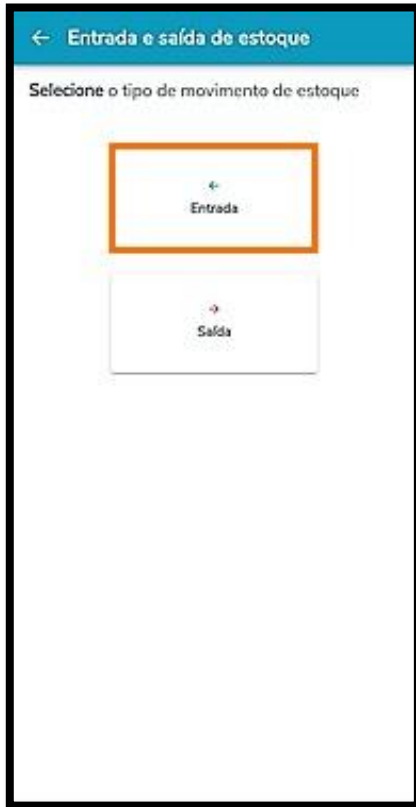 Entrada e saída de estoque
Selecione o tipo de movimento de estoque
Entrada
Saída